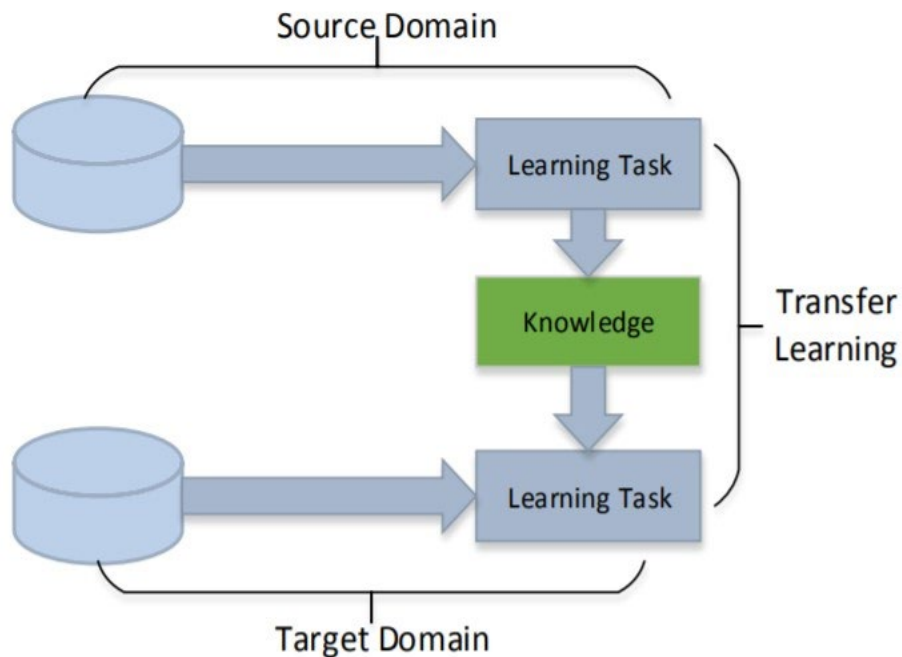 Source Domain
Learning Task
Knowledge
Transfer
Learning
Learning Task
Target Domain